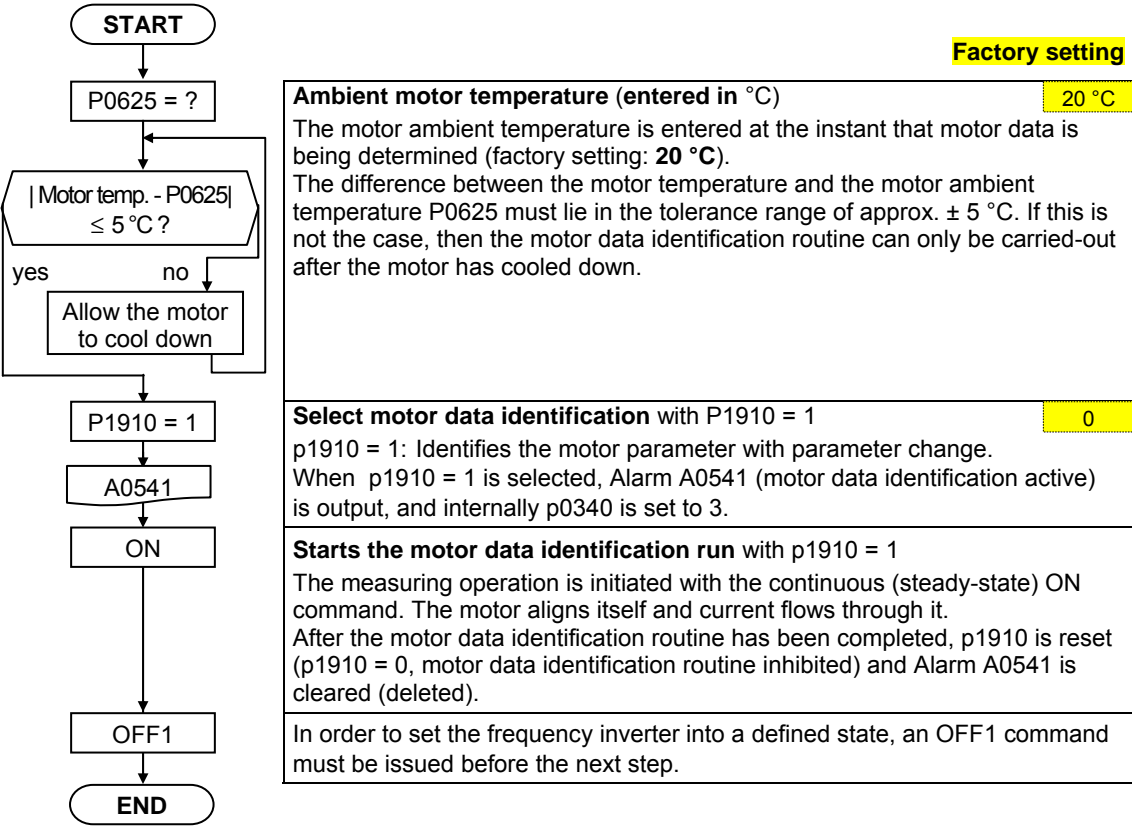 START
Factory setting
P0625 = ?
Ambient motor temperature (entered in °C)
20 °C
The motor ambient temperature is entered at the instant that motor data is
being determined (factory setting: 20 °C).
The difference between the motor temperature and the motor ambient
temperature P0625 must lie in the tolerance range of approx. ± 5 °C. If this is
not the case, then the motor data identification routine can only be carried-out
after the motor has cooled down.
| Motor temp. - P0625|
≤ 5 °C ?
yes
no
Allow the motor
to cool down
P1910 = 1
Select motor data identification with P1910 = 1
0
p1910 = 1: Identifies the motor parameter with parameter change.
When p1910 = 1 is selected, Alarm A0541 (motor data identification active)
is output, and internally p0340 is set to 3.
A0541
ON
Starts the motor data identification run with p1910 = 1
The measuring operation is initiated with the continuous (steady-state) ON
command. The motor aligns itself and current flows through it.
After the motor data identification routine has been completed, p1910 is reset
(p1910 = 0, motor data identification routine inhibited) and Alarm A0541 is
cleared (deleted).
OFF1
In order to set the frequency inverter into a defined state, an OFF1 command
must be issued before the next step.
END